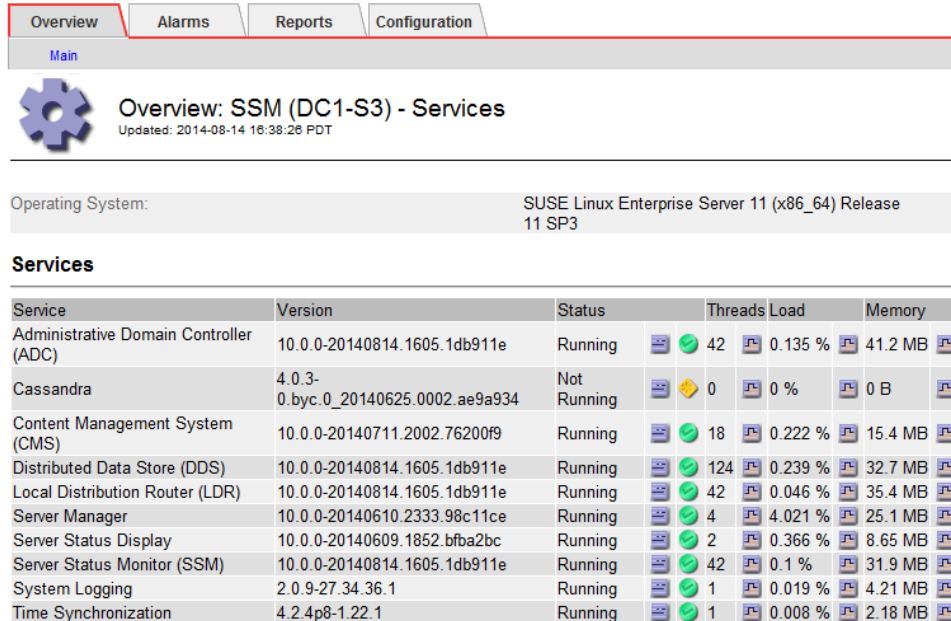 Overview Alarms Reports Configuration
Main
Overview: SSM (DC1-S3) - Services
Updated: 2014-08-14 16:38:26 PDT
Operating System: SUSE Linux Enterprise Server 11 (x86_64) Release
11 SP3
Services
Service Version Status Threads Load Memory
Administrative Domain Controller
(ADC) 10.0.0-20140814.1605.1db911e Running 42 0.135 % 41.2 MB
Cassandra 4.0.3-
0.byc.0_20140625.0002.ae9a934 Not
Running 0 0 % 0 B
Content Management System
(CMS) 10.0.0-20140711.2002.76200f9 Running 18 0.222 % 15.4 MB
Distributed Data Store (DDS) 10.0.0-20140814.1605.1db911e Running 124 0.239 % 32.7 MB
Local Distribution Router (LDR) 10.0.0-20140814.1605.1db911e Running 42 0.046 % 35.4 MB
Server Manager 10.0.0-20140610.2333.98c11ce Running 4 4.021 % 25.1 MB
Server Status Display 10.0.0-20140609.1852.bfba2bc Running 2 0.366 % 8.65 MB
Server Status Monitor (SSM) 10.0.0-20140814.1605.1db911e Running 42 0.1 % 31.9 MB
System Logging 2.0.9-27.34.36.1 Running 1 0.019 % 4.21 MB
Time Synchronization 4.2.4p8-1.22.1 Running 1 0.008 % 2.18 MB